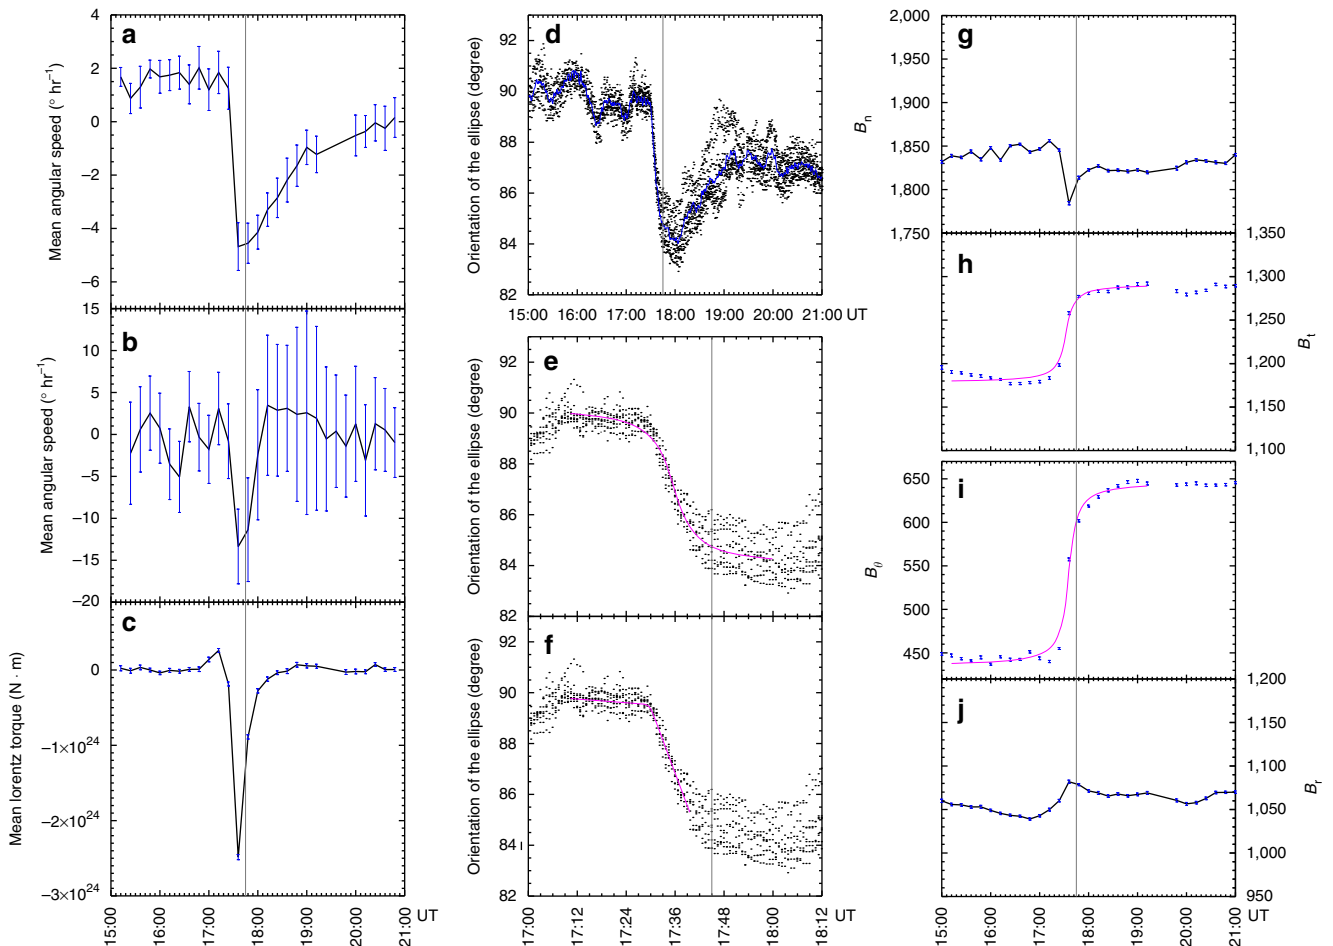 a
Mean angular speed (° hr⁻¹)
4
2
0
−2
−4
−6
b
Mean angular speed (° hr⁻¹)
15
10
5
0
−5
−10
−15
−20
c
Mean lorentz torque (N · m)
0
−1×10²⁴
−2×10²⁴
−3×10²⁴
15:00 16:00 17:00 18:00 19:00 20:00 21:00 UT
d
Orientation of the ellipse (degree)
92
90
88
86
84
82
15:00 16:00 17:00 18:00 19:00 20:00 21:00 UT
e
Orientation of the ellipse (degree)
92
90
88
86
84
82
f
Orientation of the ellipse (degree)
92
90
88
86
84
82
17:00 17:12 17:24 17:36 17:48 18:00 18:12 UT
g
Bn
2,000
1,950
1,900
1,850
1,800
1,750
h
Bt
1,350
1,300
1,250
1,200
1,150
1,100
i
Bθ
650
600
550
500
450
j
Br
1,200
1,150
1,100
1,050
1,000
950
15:00 16:00 17:00 18:00 19:00 20:00 21:00 UT